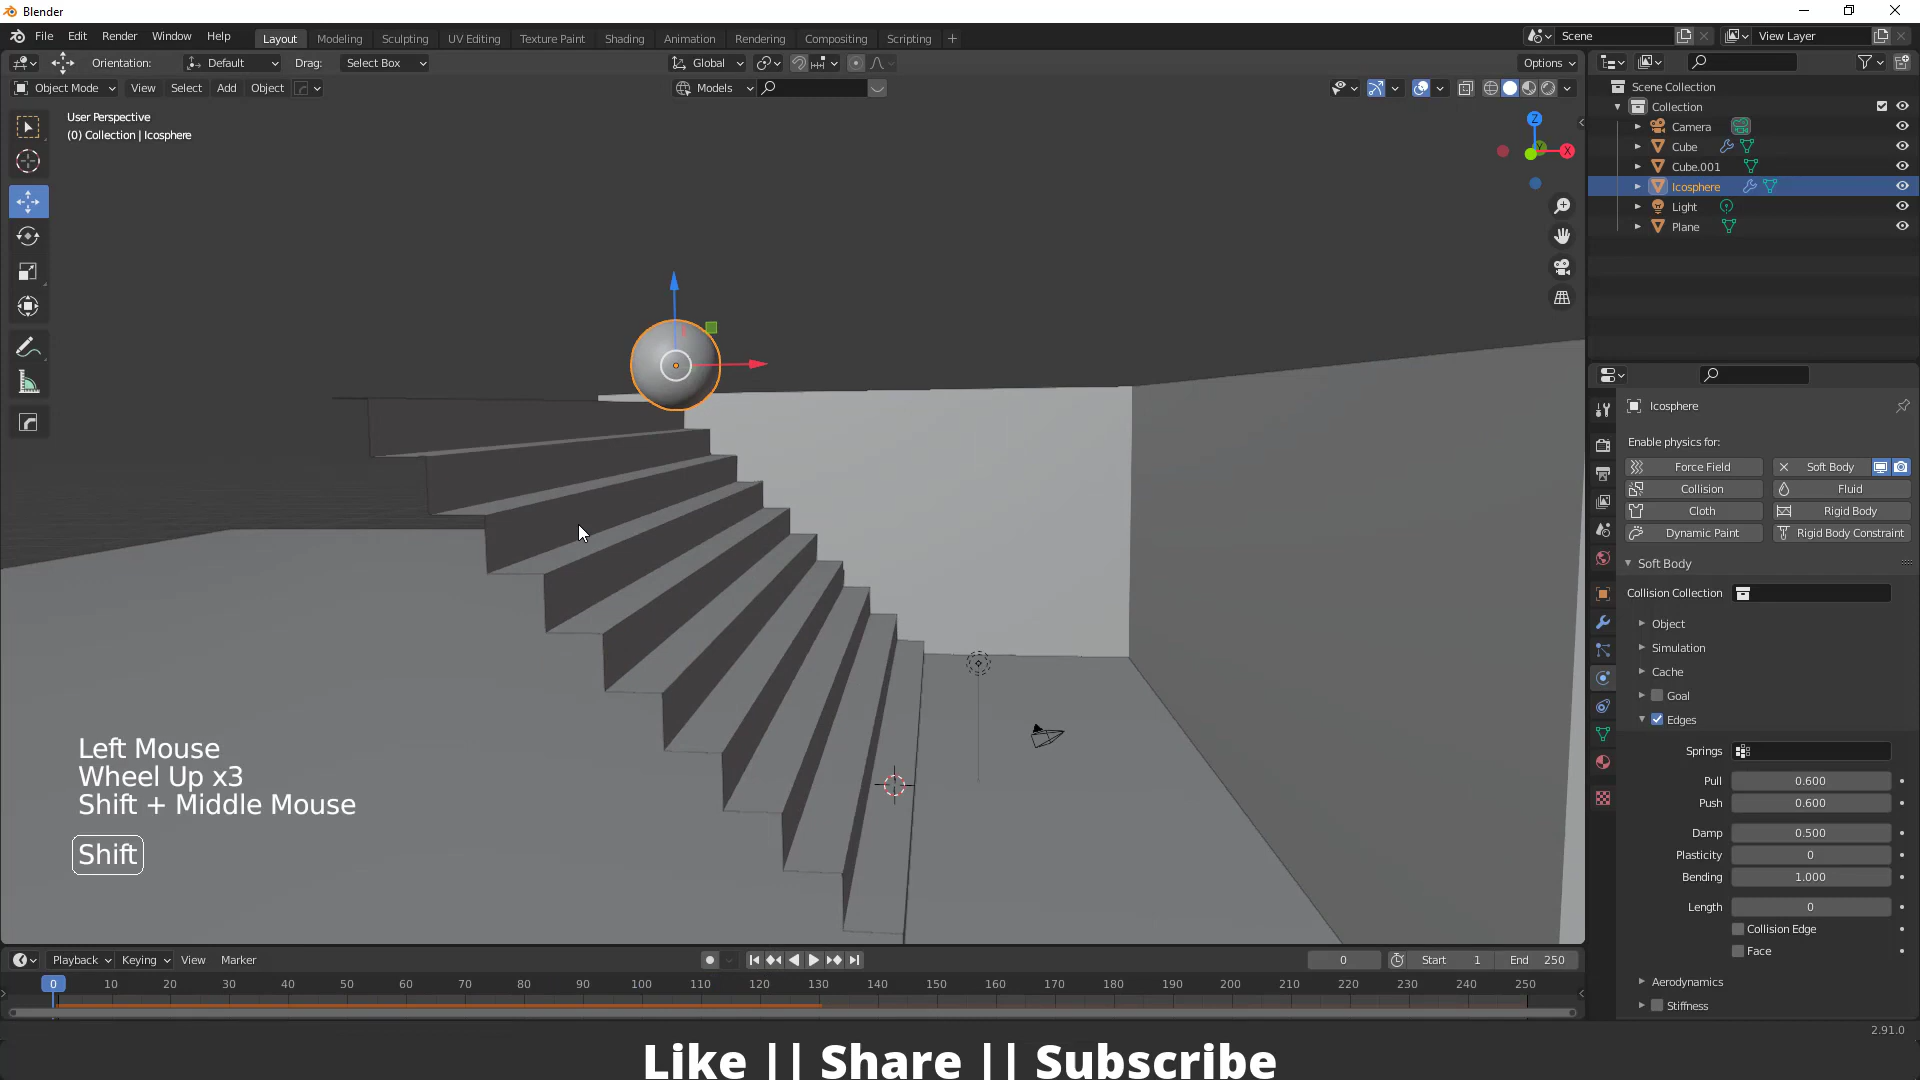 Blender
File Edit Render Window Help Layout Modeling Sculpting UV Editing Texture Paint Shading Animation Rendering Compositing Scripting + Scene View Layer
Orientation: Default Drag: Select Box Global Options
Object Mode View Select Add Object Models
User Perspective
(0) Collection | Icosphere
Z
X
Y
Scene Collection
Collection
Camera
Cube
Cube.001
Icosphere
Light
Plane
Icosphere
Enable physics for:
Force Field Soft Body
Collision Fluid
Cloth Rigid Body
Dynamic Paint Rigid Body Constraint
Soft Body
Collision Collection
Object
Simulation
Cache
Goal
Edges
Springs
Pull 0.600
Push 0.600
Damp 0.500
Plasticity 0
Bending 1.000
Length 0
Collision Edge
Face
Aerodynamics
Stiffness
Left Mouse
Wheel Up x3
Shift + Middle Mouse
Shift
Playback Keying View Marker 0 Start 1 End 250
0 10 20 30 40 50 60 70 80 90 100 110 120 130 140 150 160 170 180 190 200 210 220 230 240 250
2.91.0
Like || Share || Subscribe